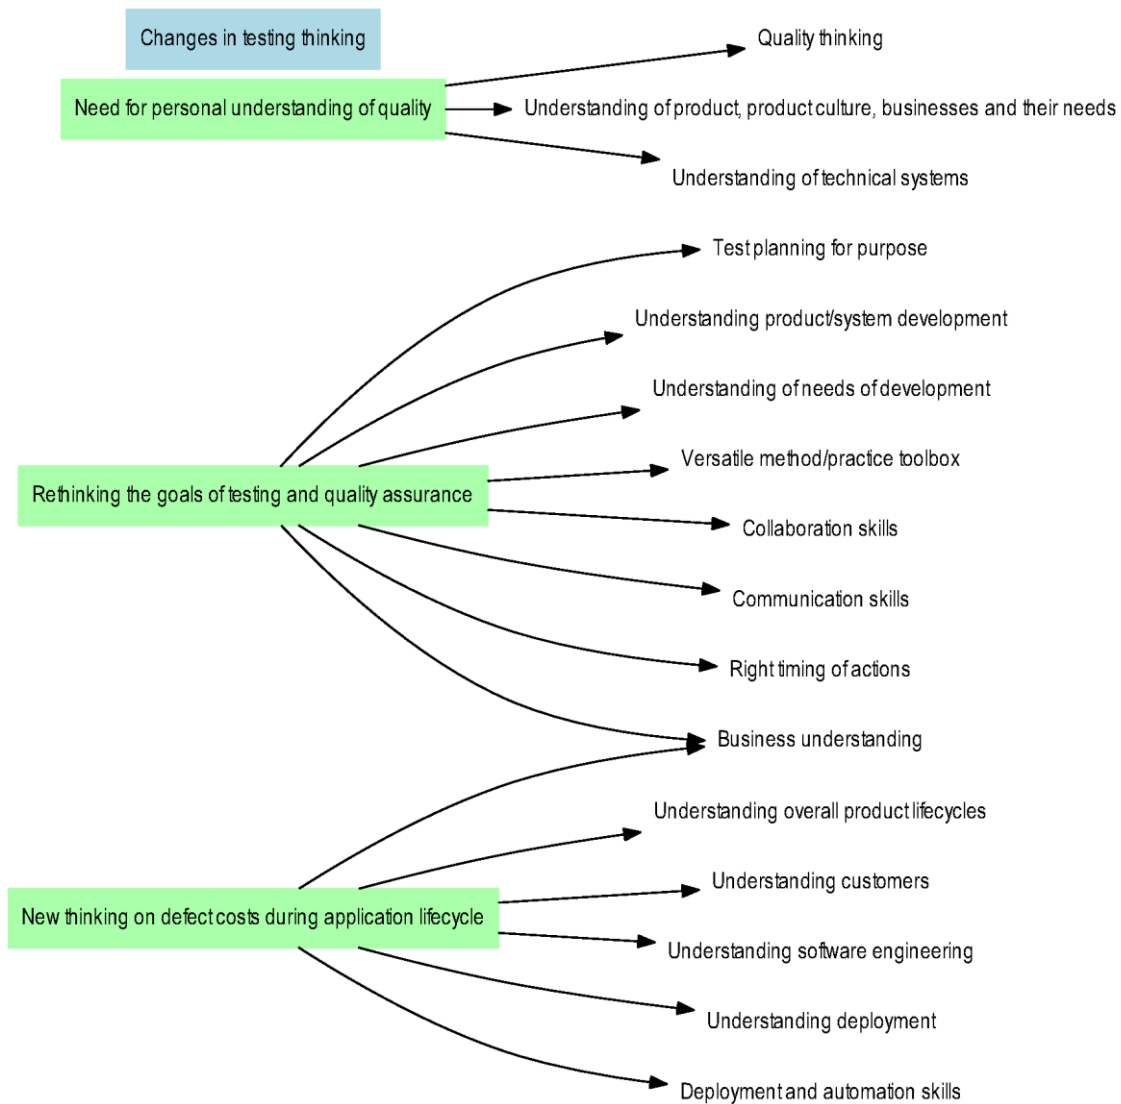 Changes in testing thinking
Need for personal understanding of quality
Quality thinking
Understanding of product, product culture, businesses and their needs
Understanding of technical systems
Test planning for purpose
Understanding product/system development
Understanding of needs of development
Versatile method/practice toolbox
Rethinking the goals of testing and quality assurance
Collaboration skills
Communication skills
Right timing of actions
Business understanding
Understanding overall product lifecycles
Understanding customers
New thinking on defect costs during application lifecycle
Understanding software engineering
Understanding deployment
Deployment and automation skills